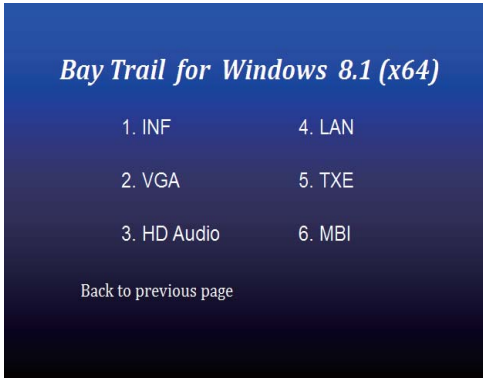 Bay Trail for Windows 8.1 (x64)
1. INF
2. VGA
3. HD Audio
4. LAN
5. TXE
6. MBI
Back to previous page